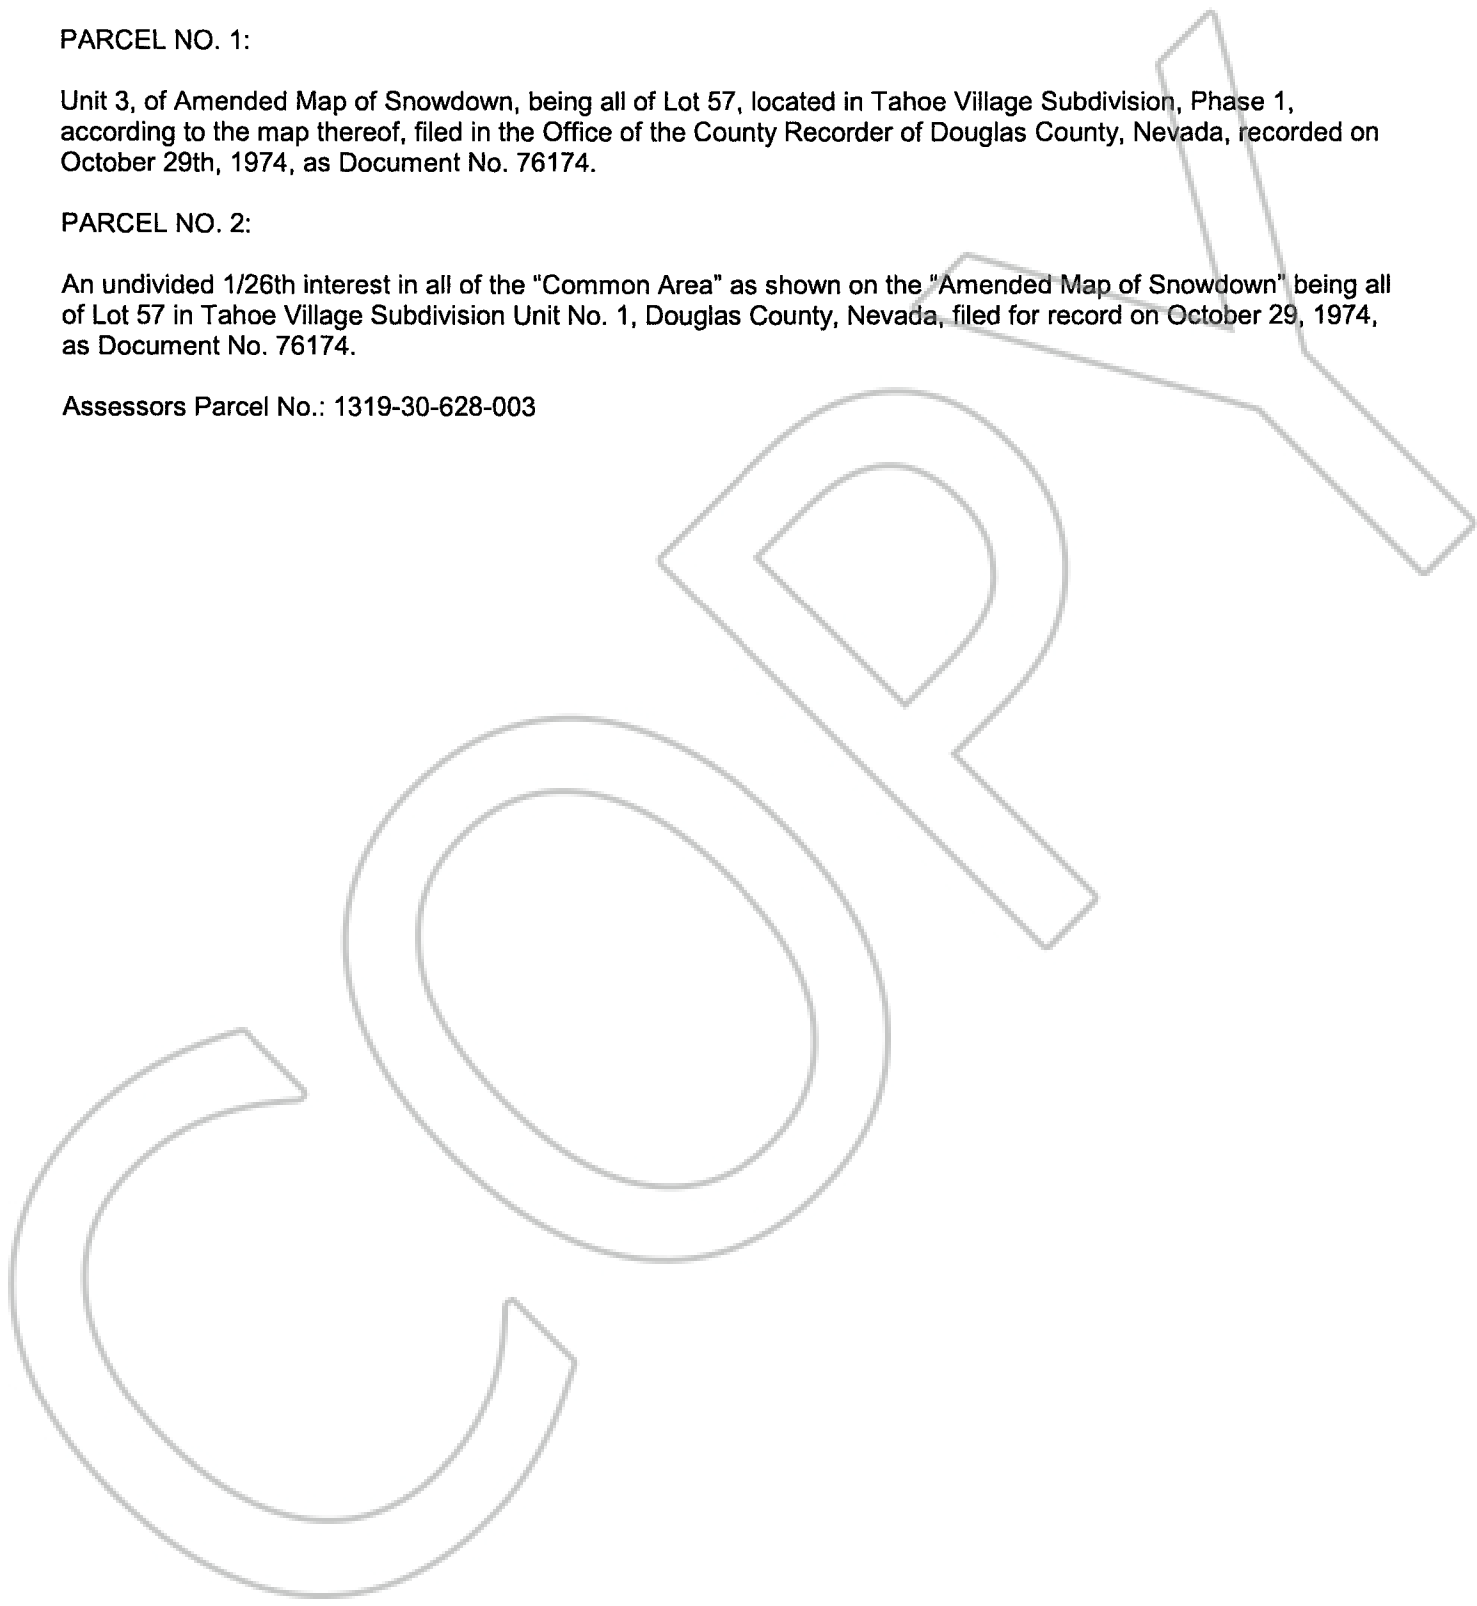 PARCEL NO. 1:
Unit 3, of Amended Map of Snowdown, being all of Lot 57, located in Tahoe Village Subdivision, Phase 1,
according to the map thereof, filed in the Office of the County Recorder of Douglas County, Nevada, recorded on
October 29th, 1974, as Document No. 76174.
PARCEL NO. 2:
An undivided 1/26th interest in all of the “Common Area” as shown on the “Amended Map of Snowdown” being all
of Lot 57 in Tahoe Village Subdivision Unit No. 1, Douglas County, Nevada, filed for record on October 29, 1974,
as Document No. 76174.
Assessors Parcel No.: 1319-30-628-003
COPY